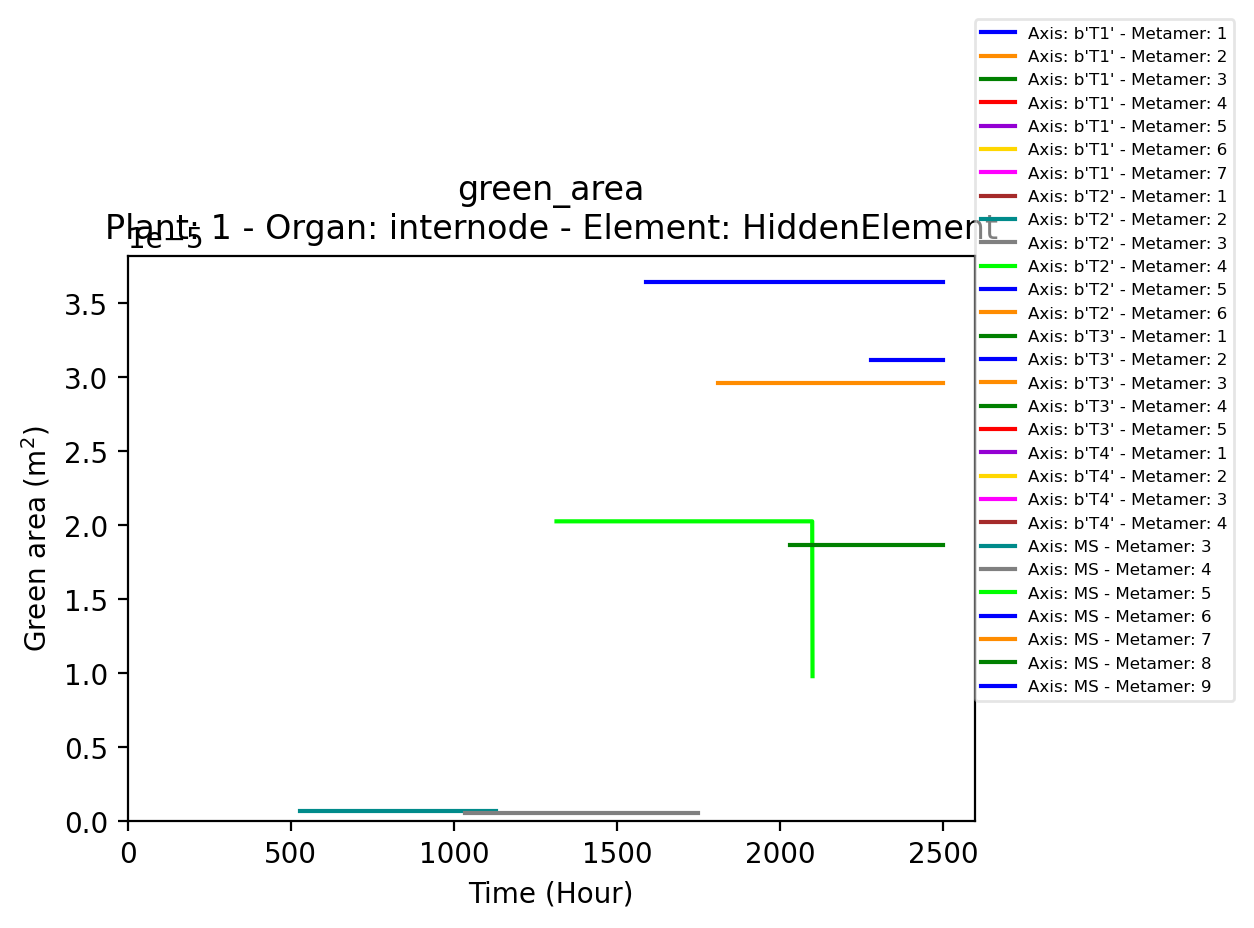 green_area
Plant: 1 - Organ: internode - Element: HiddenElement
1e−5
3.5
3.0
2.5
2.0
1.5
1.0
0.5
0.0
Green area (m²)
0 500 1000 1500 2000 2500
Time (Hour)
Axis: b'T1' - Metamer: 1
Axis: b'T1' - Metamer: 2
Axis: b'T1' - Metamer: 3
Axis: b'T1' - Metamer: 4
Axis: b'T1' - Metamer: 5
Axis: b'T1' - Metamer: 6
Axis: b'T1' - Metamer: 7
Axis: b'T2' - Metamer: 1
Axis: b'T2' - Metamer: 2
Axis: b'T2' - Metamer: 3
Axis: b'T2' - Metamer: 4
Axis: b'T2' - Metamer: 5
Axis: b'T2' - Metamer: 6
Axis: b'T3' - Metamer: 1
Axis: b'T3' - Metamer: 2
Axis: b'T3' - Metamer: 3
Axis: b'T3' - Metamer: 4
Axis: b'T3' - Metamer: 5
Axis: b'T4' - Metamer: 1
Axis: b'T4' - Metamer: 2
Axis: b'T4' - Metamer: 3
Axis: b'T4' - Metamer: 4
Axis: MS - Metamer: 3
Axis: MS - Metamer: 4
Axis: MS - Metamer: 5
Axis: MS - Metamer: 6
Axis: MS - Metamer: 7
Axis: MS - Metamer: 8
Axis: MS - Metamer: 9